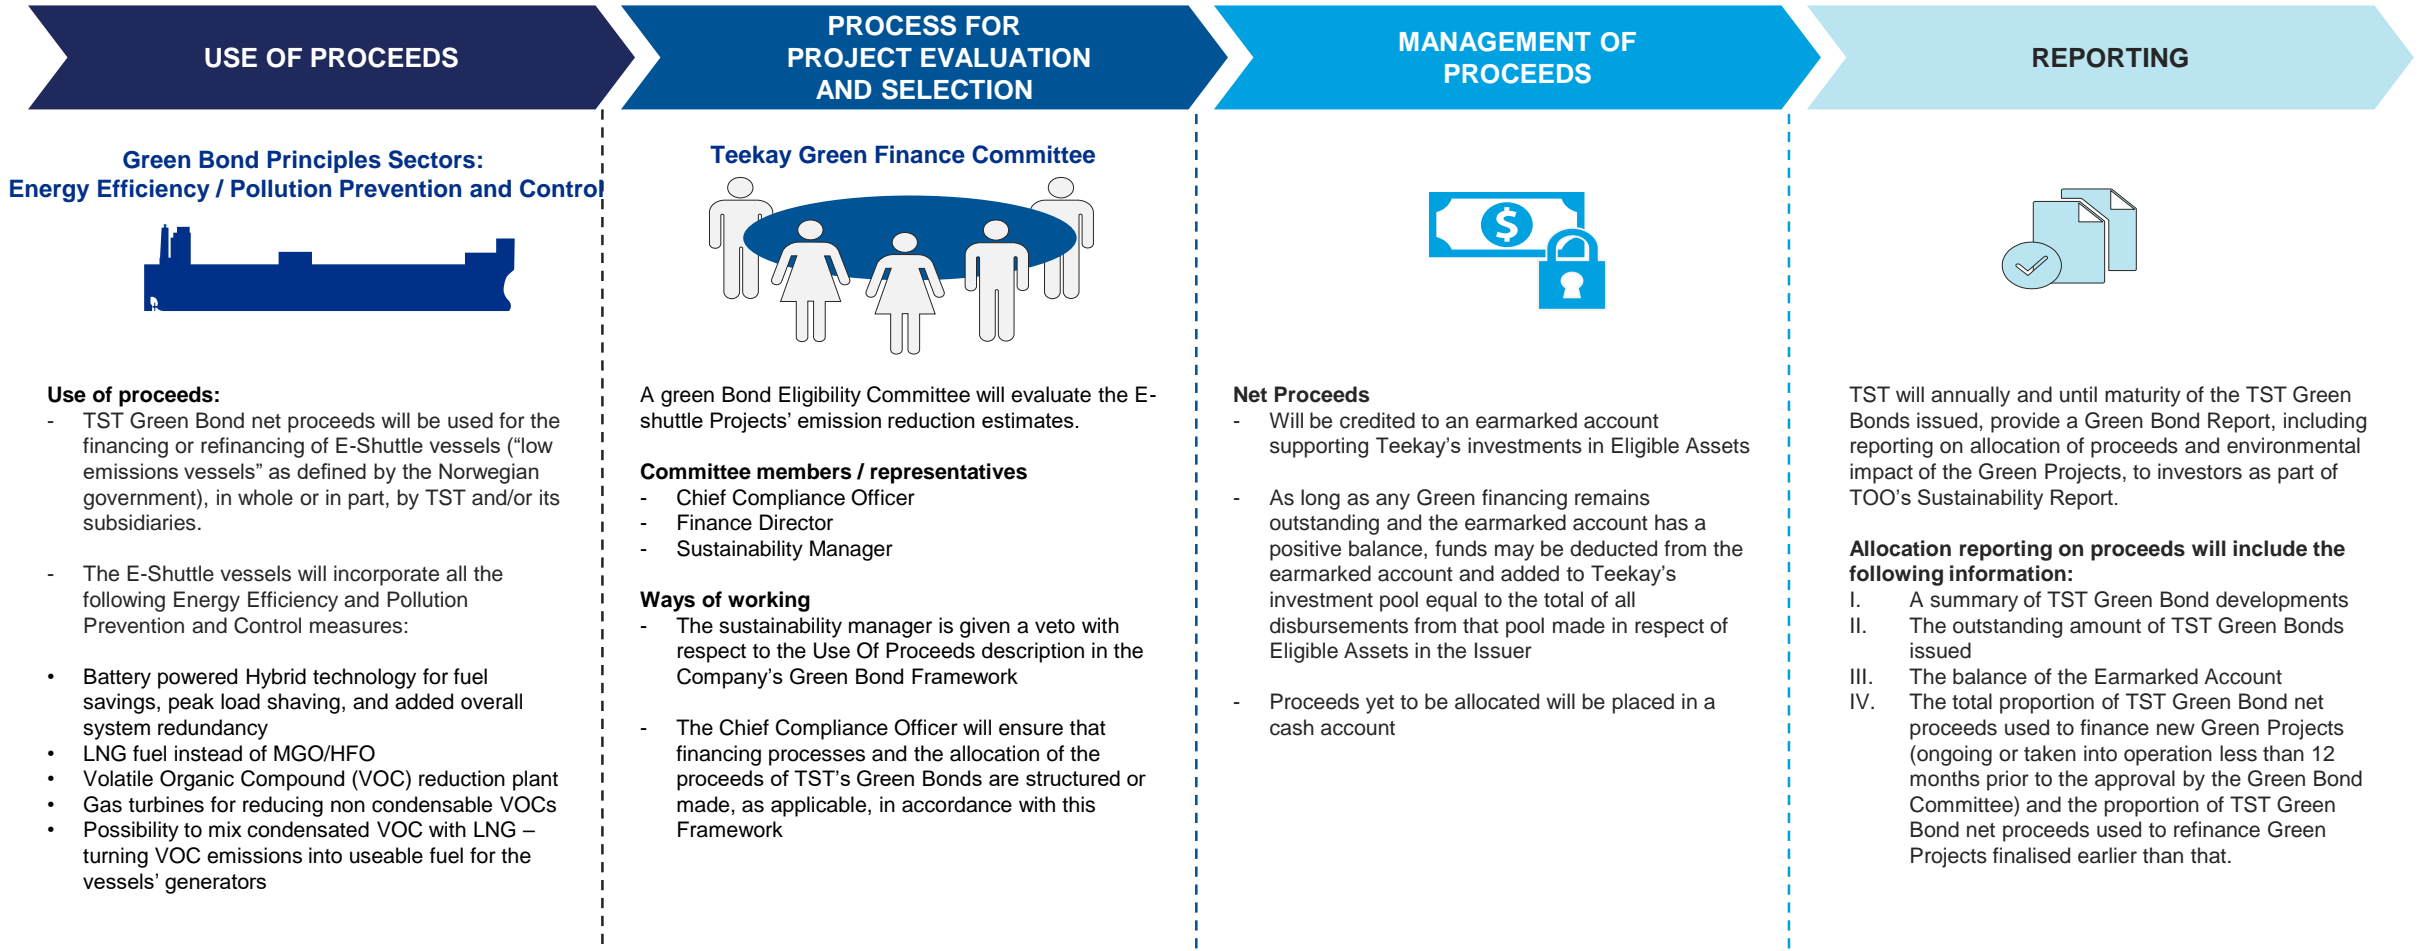 USE OF PROCEEDS
Green Bond Principles Sectors:
Energy Efficiency / Pollution Prevention and Control
Use of proceeds:
- TST Green Bond net proceeds will be used for the
financing or refinancing of E-Shuttle vessels (“low
emissions vessels” as defined by the Norwegian
government), in whole or in part, by TST and/or its
subsidiaries.
- The E-Shuttle vessels will incorporate all the
following Energy Efficiency and Pollution
Prevention and Control measures:
• Battery powered Hybrid technology for fuel
savings, peak load shaving, and added overall
system redundancy
• LNG fuel instead of MGO/HFO
• Volatile Organic Compound (VOC) reduction plant
• Gas turbines for reducing non condensable VOCs
• Possibility to mix condensated VOC with LNG –
turning VOC emissions into useable fuel for the
vessels’ generators
PROCESS FOR
PROJECT EVALUATION
AND SELECTION
Teekay Green Finance Committee
A green Bond Eligibility Committee will evaluate the E-
shuttle Projects’ emission reduction estimates.
Committee members / representatives
- Chief Compliance Officer
- Finance Director
- Sustainability Manager
Ways of working
- The sustainability manager is given a veto with
respect to the Use Of Proceeds description in the
Company’s Green Bond Framework
- The Chief Compliance Officer will ensure that
financing processes and the allocation of the
proceeds of TST’s Green Bonds are structured or
made, as applicable, in accordance with this
Framework
MANAGEMENT OF
PROCEEDS
$
Net Proceeds
- Will be credited to an earmarked account
supporting Teekay’s investments in Eligible Assets
- As long as any Green financing remains
outstanding and the earmarked account has a
positive balance, funds may be deducted from the
earmarked account and added to Teekay’s
investment pool equal to the total of all
disbursements from that pool made in respect of
Eligible Assets in the Issuer
- Proceeds yet to be allocated will be placed in a
cash account
REPORTING
TST will annually and until maturity of the TST Green
Bonds issued, provide a Green Bond Report, including
reporting on allocation of proceeds and environmental
impact of the Green Projects, to investors as part of
TOO’s Sustainability Report.
Allocation reporting on proceeds will include the
following information:
I. A summary of TST Green Bond developments
II. The outstanding amount of TST Green Bonds
issued
III. The balance of the Earmarked Account
IV. The total proportion of TST Green Bond net
proceeds used to finance new Green Projects
(ongoing or taken into operation less than 12
months prior to the approval by the Green Bond
Committee) and the proportion of TST Green
Bond net proceeds used to refinance Green
Projects finalised earlier than that.